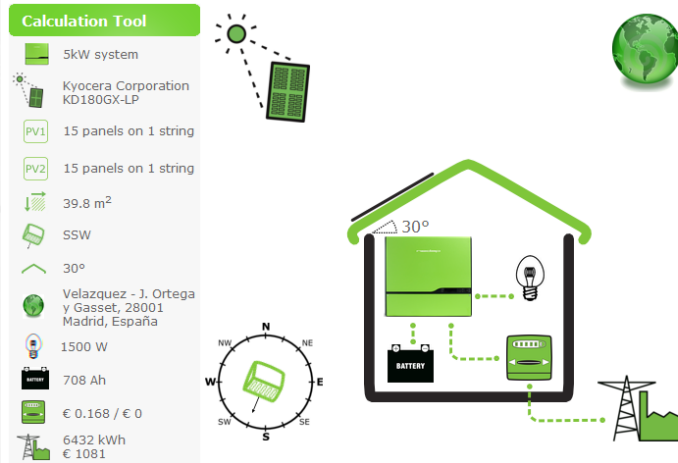 Calculation Tool
5kW system
Kyocera Corporation
KD180GX-LP
PV1
15 panels on 1 string
PV2
15 panels on 1 string
39.8 m²
SSW
30°
Velazquez - J. Ortega
y Gasset, 28001
Madrid, España
1500 W
BATTERY
708 Ah
€ 0.168 / € 0
6432 kWh
€ 1081
30°
BATTERY
N
NE
E
SE
S
SW
W
NW